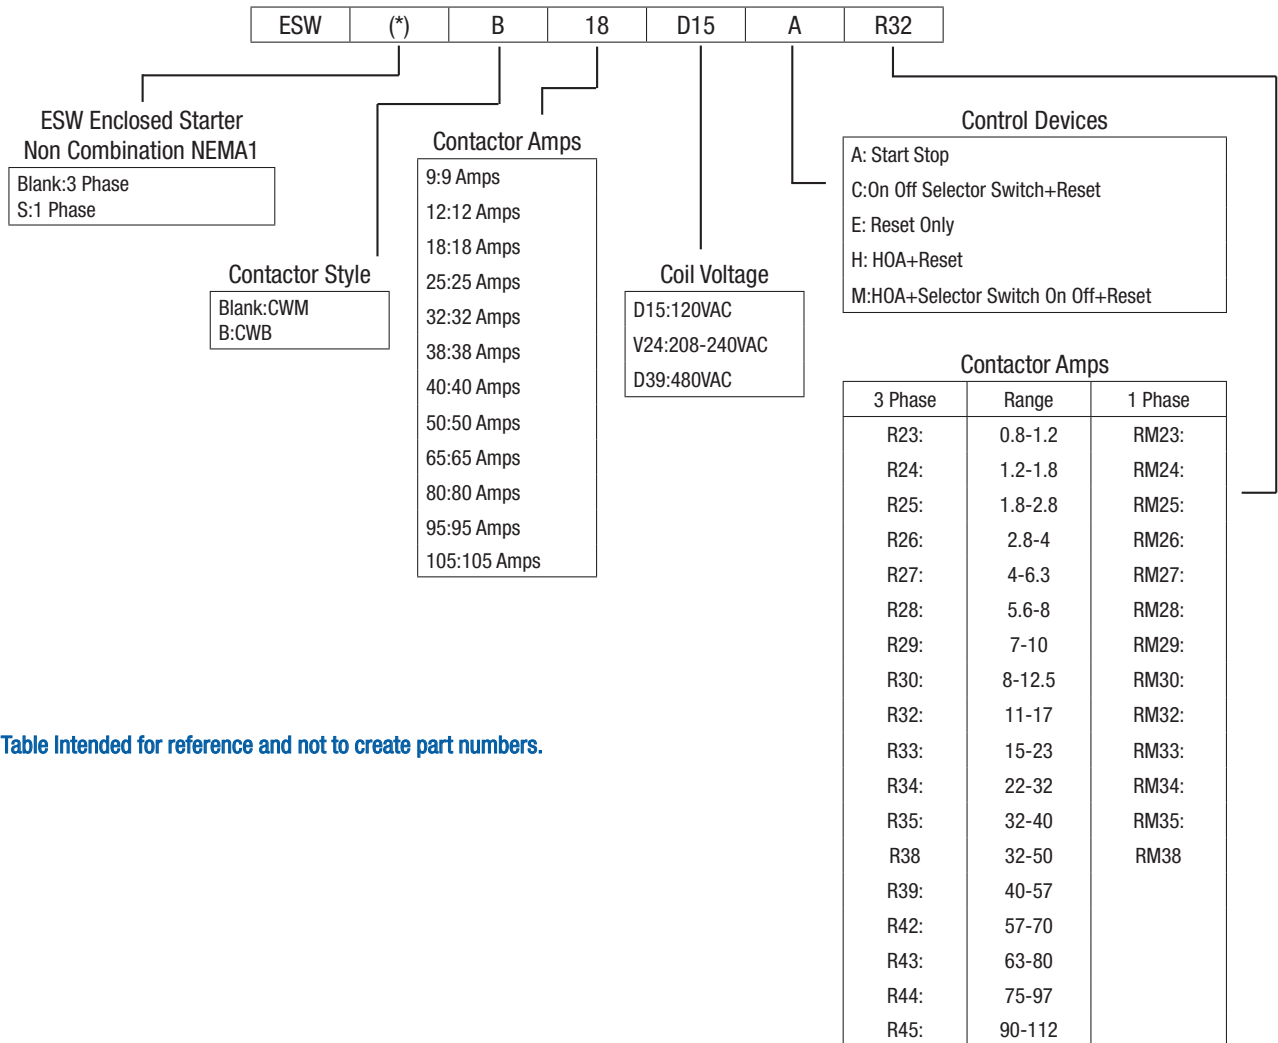 ESW (*) B 18 D15 A R32
ESW Enclosed Starter
Non Combination NEMA1
Blank:3 Phase
S:1 Phase
Contactor Style
Blank:CWM
B:CWB
Contactor Amps
9:9 Amps
12:12 Amps
18:18 Amps
25:25 Amps
32:32 Amps
38:38 Amps
40:40 Amps
50:50 Amps
65:65 Amps
80:80 Amps
95:95 Amps
105:105 Amps
Coil Voltage
D15:120VAC
V24:208-240VAC
D39:480VAC
Control Devices
A: Start Stop
C:On Off Selector Switch+Reset
E: Reset Only
H: HOA+Reset
M:HOA+Selector Switch On Off+Reset
Contactor Amps
3 Phase Range 1 Phase
R23: 0.8-1.2 RM23:
R24: 1.2-1.8 RM24:
R25: 1.8-2.8 RM25:
R26: 2.8-4 RM26:
R27: 4-6.3 RM27:
R28: 5.6-8 RM28:
R29: 7-10 RM29:
R30: 8-12.5 RM30:
R32: 11-17 RM32:
R33: 15-23 RM33:
R34: 22-32 RM34:
R35: 32-40 RM35:
R38 32-50 RM38
R39: 40-57
R42: 57-70
R43: 63-80
R44: 75-97
R45: 90-112
Table Intended for reference and not to create part numbers.